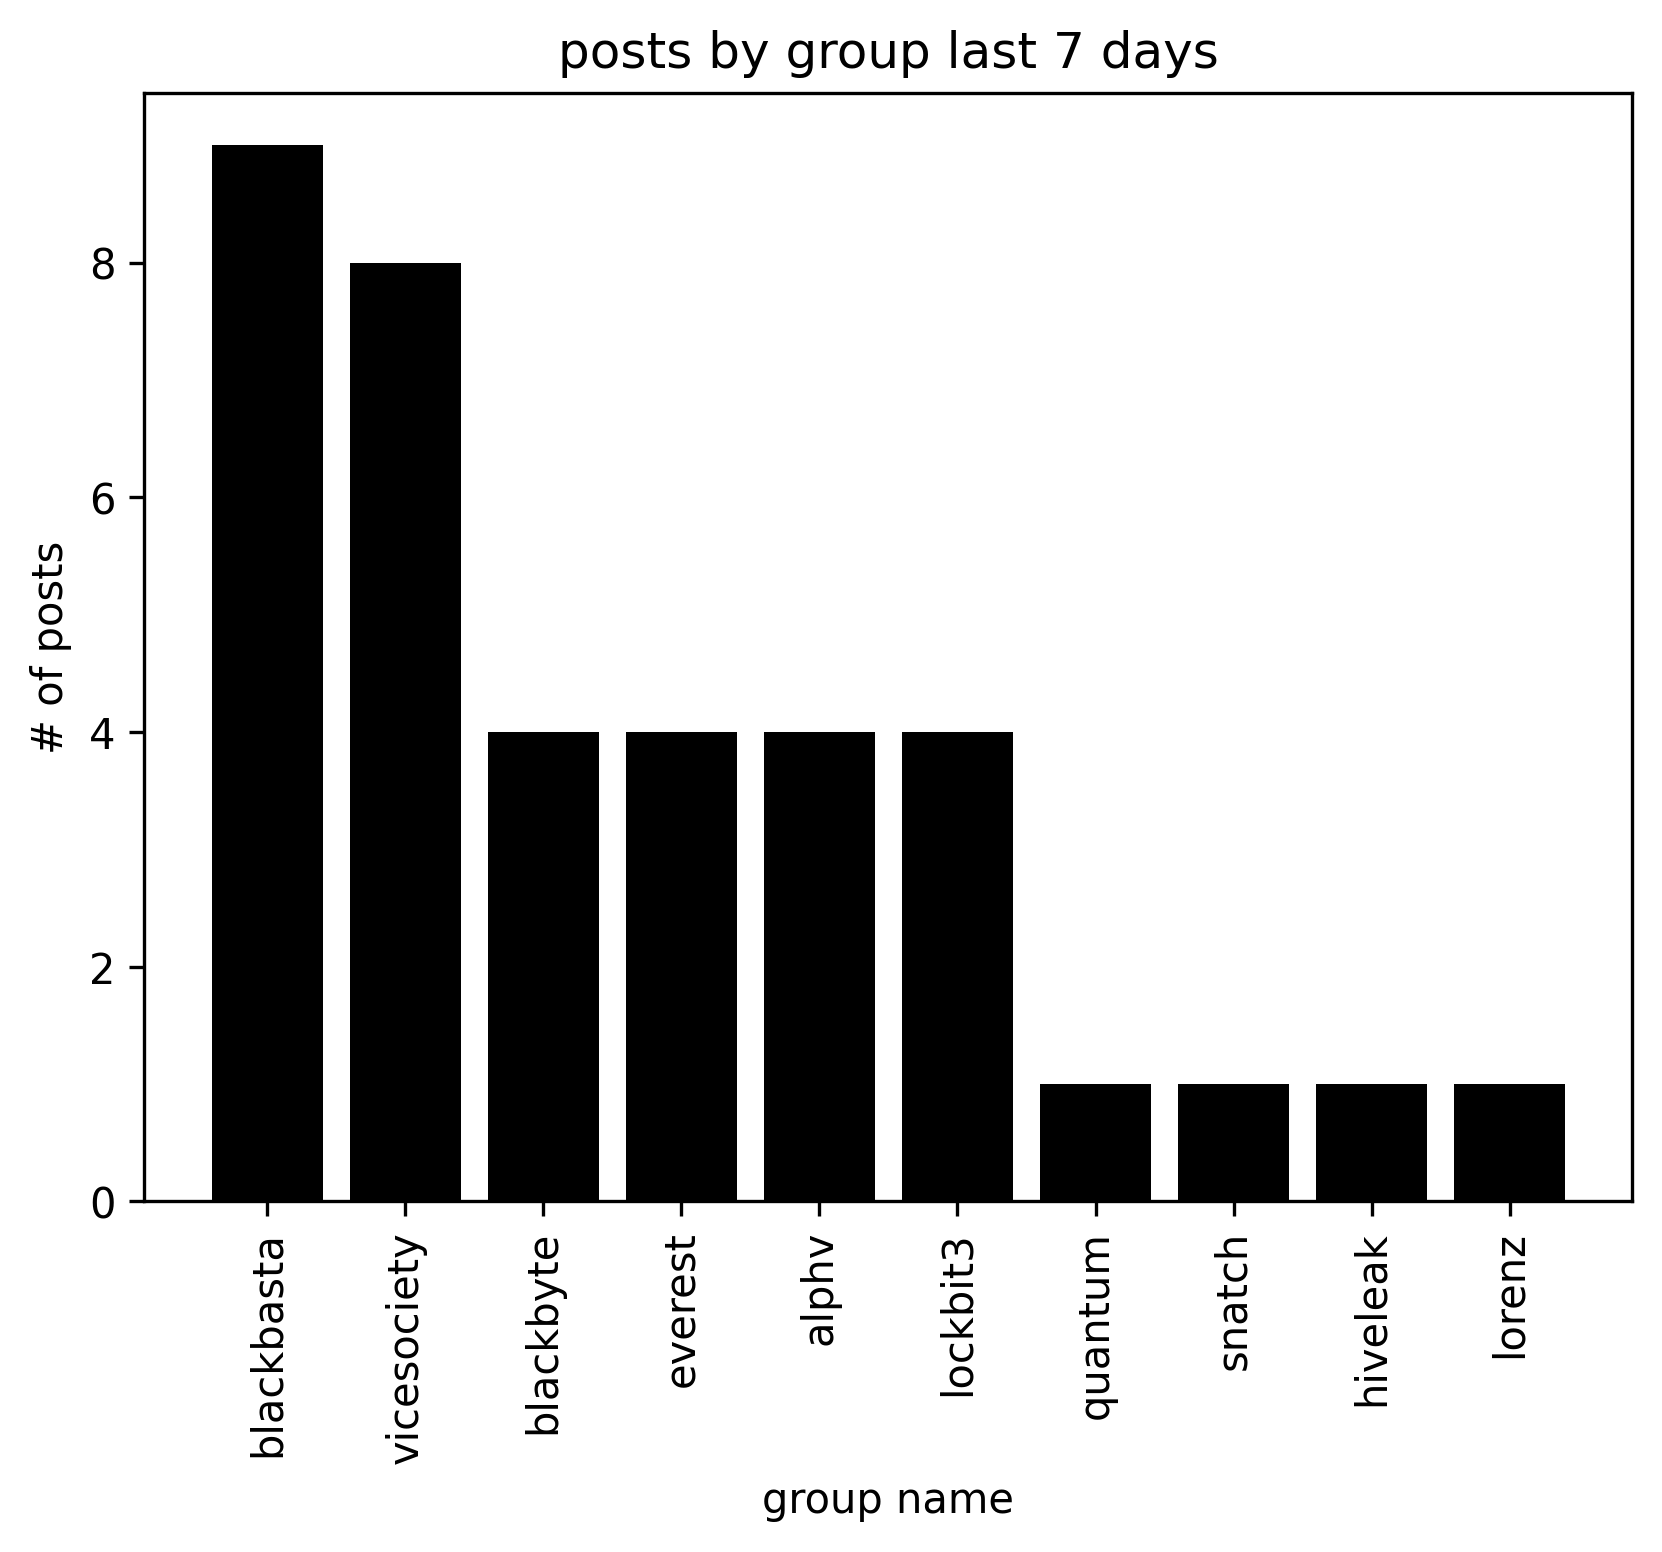 posts by group last 7 days
# of posts
8
6
4
2
0
blackbasta
vicesociety
blackbyte
everest
alphv
lockbit3
quantum
snatch
hiveleak
lorenz
group name